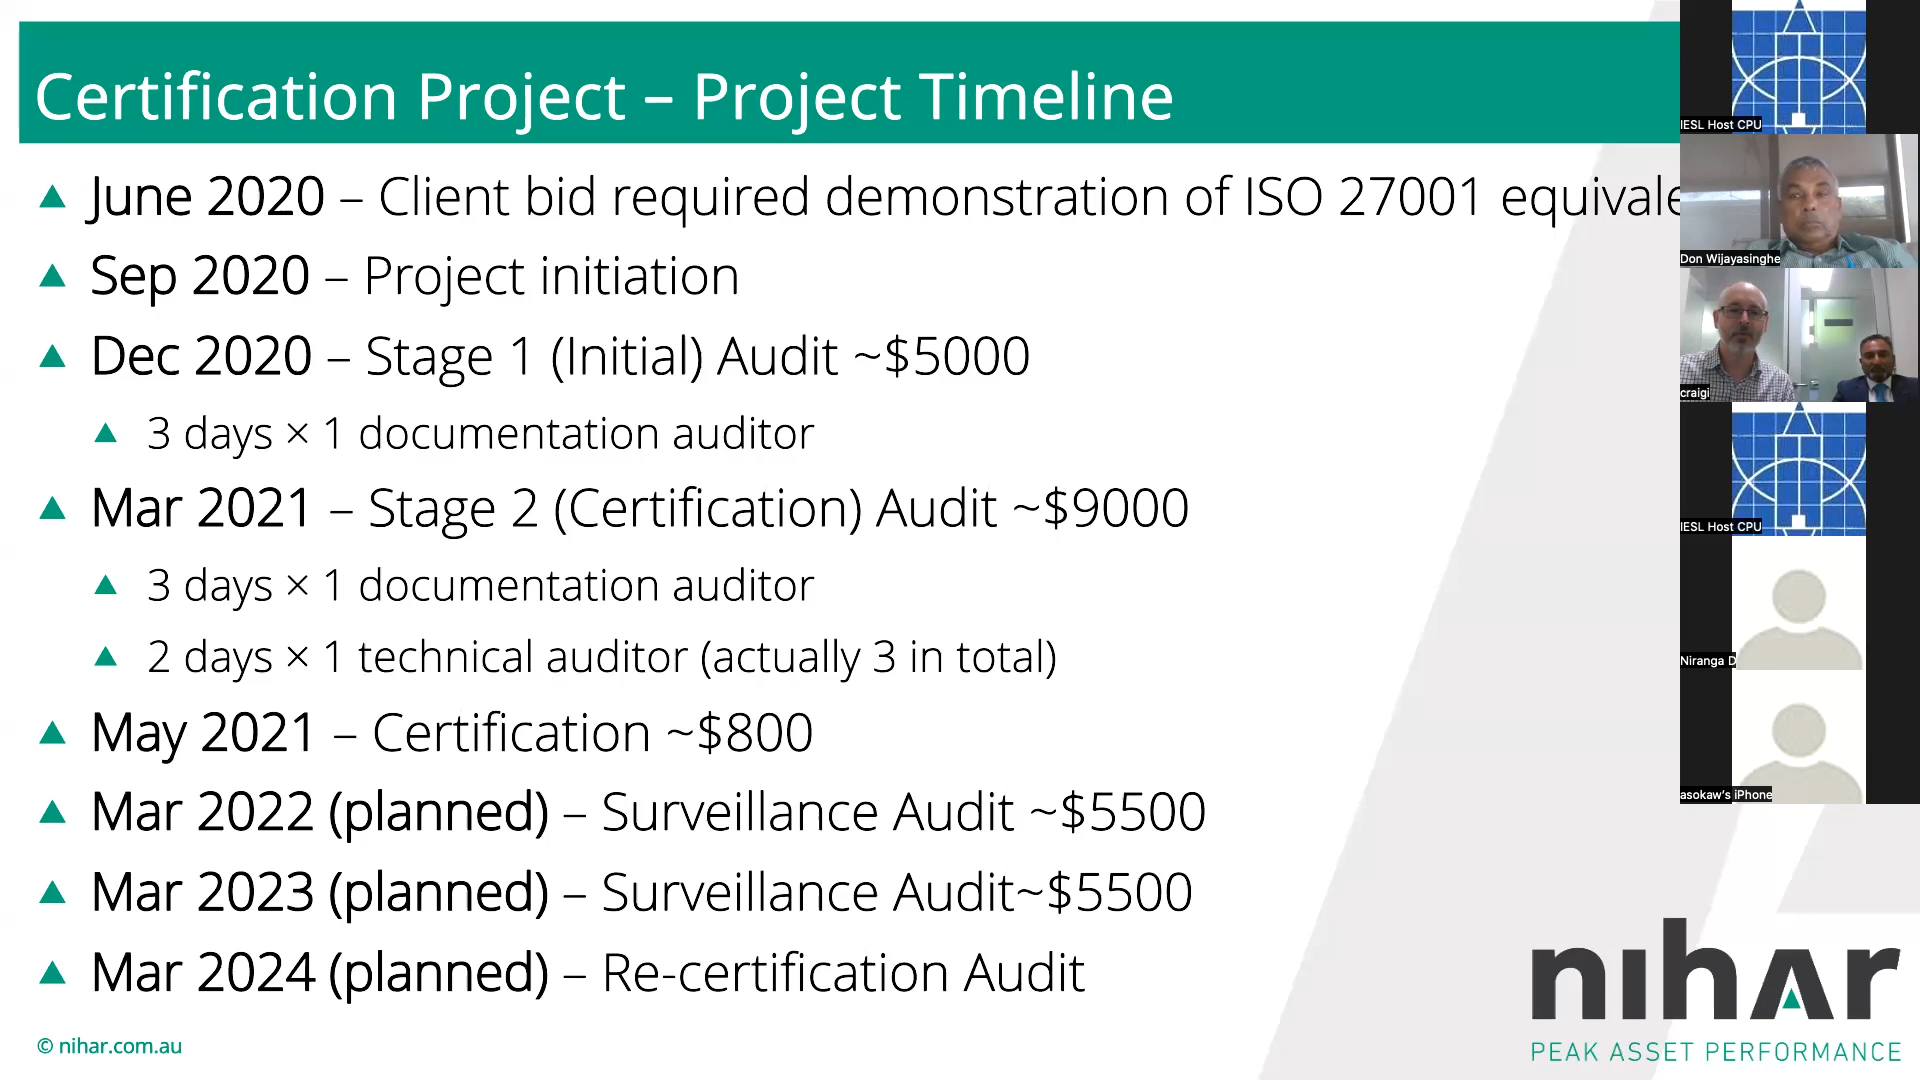 Certification Project – Project Timeline
June 2020 – Client bid required demonstration of ISO 27001
Sep 2020 – Project initiation
Dec 2020 – Stage 1 (Initial) Audit ~$5000
3 days × 1 documentation auditor
Mar 2021 – Stage 2 (Certification) Audit ~$9000
3 days × 1 documentation auditor
2 days × 1 technical auditor (actually 3 in total)
May 2021 – Certification ~$800
Mar 2022 (planned) – Surveillance Audit ~$5500
Mar 2023 (planned) – Surveillance Audit~$5500
Mar 2024 (planned) – Re-certification Audit
© nihar.com.au
nihar
PEAK ASSET PERFORMANCE
IESL Host CPU
Don Wijayasinghe
craigi
IESL Host CPU
Niranga D
asokaw's iPhone